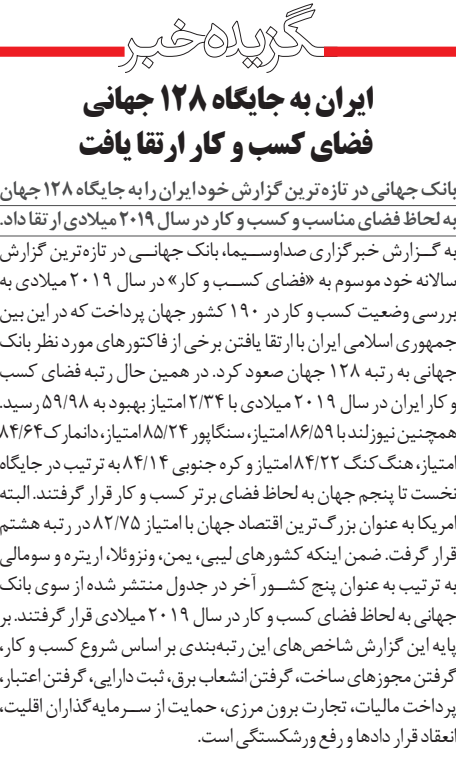 گزیده خبر
ایران به جایگاه ۱۲۸ جهانی
فضای کسب و کار ارتقا یافت
بانک جهانی در تازه‌ترین گزارش خود ایران را به جایگاه ۱۲۸ جهان
به لحاظ فضای مناسب و کسب و کار در سال ۲۰۱۹ میلادی ارتقا داد.
به گـزارش خبرگزاری صداوسـیما، بانک جهانـی در تازه‌ترین گزارش
سالانه خود موسوم به «فضای کسـب و کار» در سال ۲۰۱۹ میلادی به
بررسی وضعیت کسب و کار در ۱۹۰ کشور جهان پرداخت که در این بین
جمهوری اسلامی ایران با ارتقا یافتن برخی از فاکتورهای مورد نظر بانک
جهانی به رتبه ۱۲۸ جهان صعود کرد. در همین حال رتبه فضای کسب
و کار ایران در سال ۲۰۱۹ میلادی با ۲/۳۴ امتیاز بهبود به ۵۹/۹۸ رسید.
همچنین نیوزلند با ۸۶/۵۹ امتیاز، سنگاپور ۸۵/۲۴ امتیاز، دانمارک ۸۴/۶۴
امتیاز، هنگ کنگ ۸۴/۲۲ امتیاز و کره جنوبی ۸۴/۱۴ به ترتیب در جایگاه
نخست تا پنجم جهان به لحاظ فضای برتر کسب و کار قرار گرفتند. البته
امریکا به عنوان بزرگ‌ترین اقتصاد جهان با امتیاز ۸۲/۷۵ در رتبه هشتم
قرار گرفت. ضمن اینکه کشورهای لیبی، یمن، ونزوئلا، اریتره و سومالی
به ترتیب به عنوان پنج کشـور آخر در جدول منتشر شده از سوی بانک
جهانی به لحاظ فضای کسب و کار در سال ۲۰۱۹ میلادی قرار گرفتند. بر
پایه این گزارش شاخص‌های این رتبه‌بندی بر اساس شروع کسب و کار،
گرفتن مجوزهای ساخت، گرفتن انشعاب برق، ثبت دارایی، گرفتن اعتبار،
پرداخت مالیات، تجارت برون مرزی، حمایت از سـرمایه‌گذاران اقلیت،
انعقاد قرار دادها و رفع ورشکستگی است.